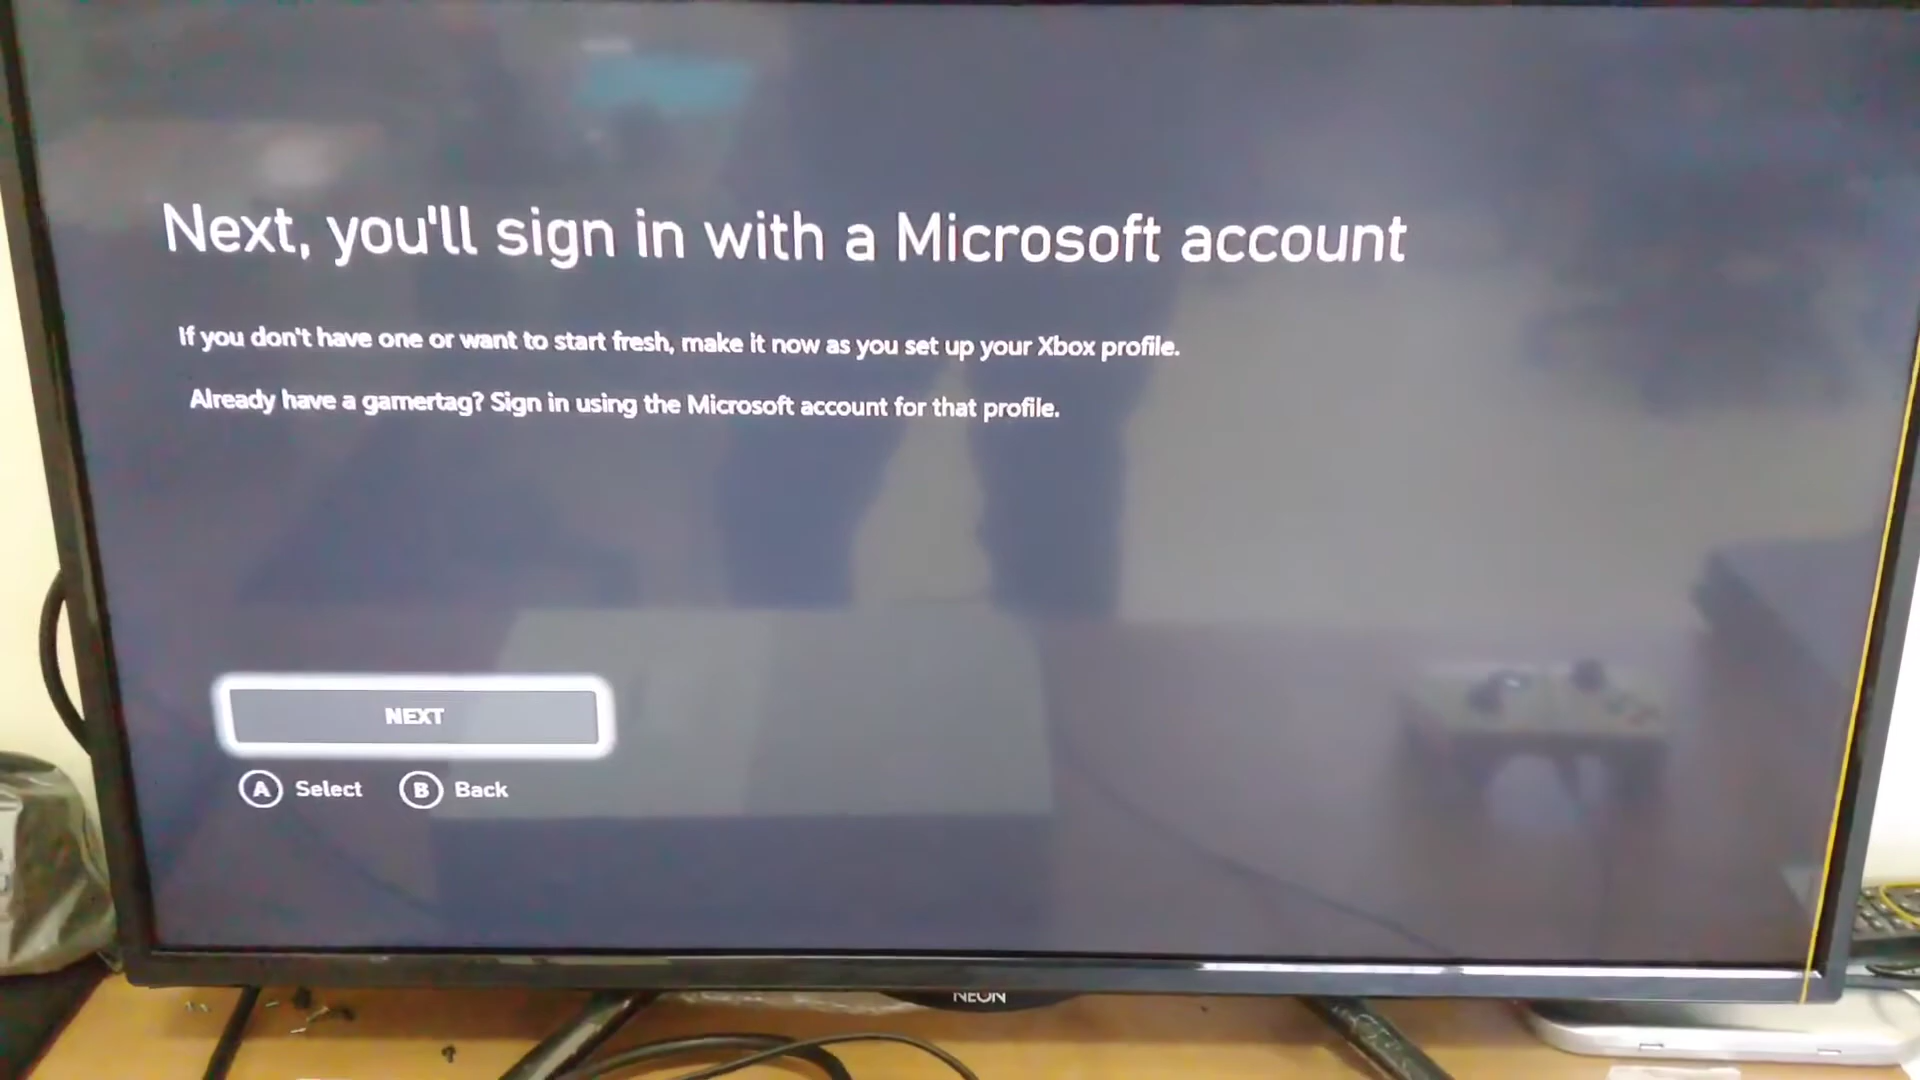 Next, you'll sign in with a Microsoft account
If you don't have one or want to start fresh, make it now as you set up your Xbox profile.
Already have a gamertag? Sign in using the Microsoft account for that profile.
NEXT
A Select B Back
NEON